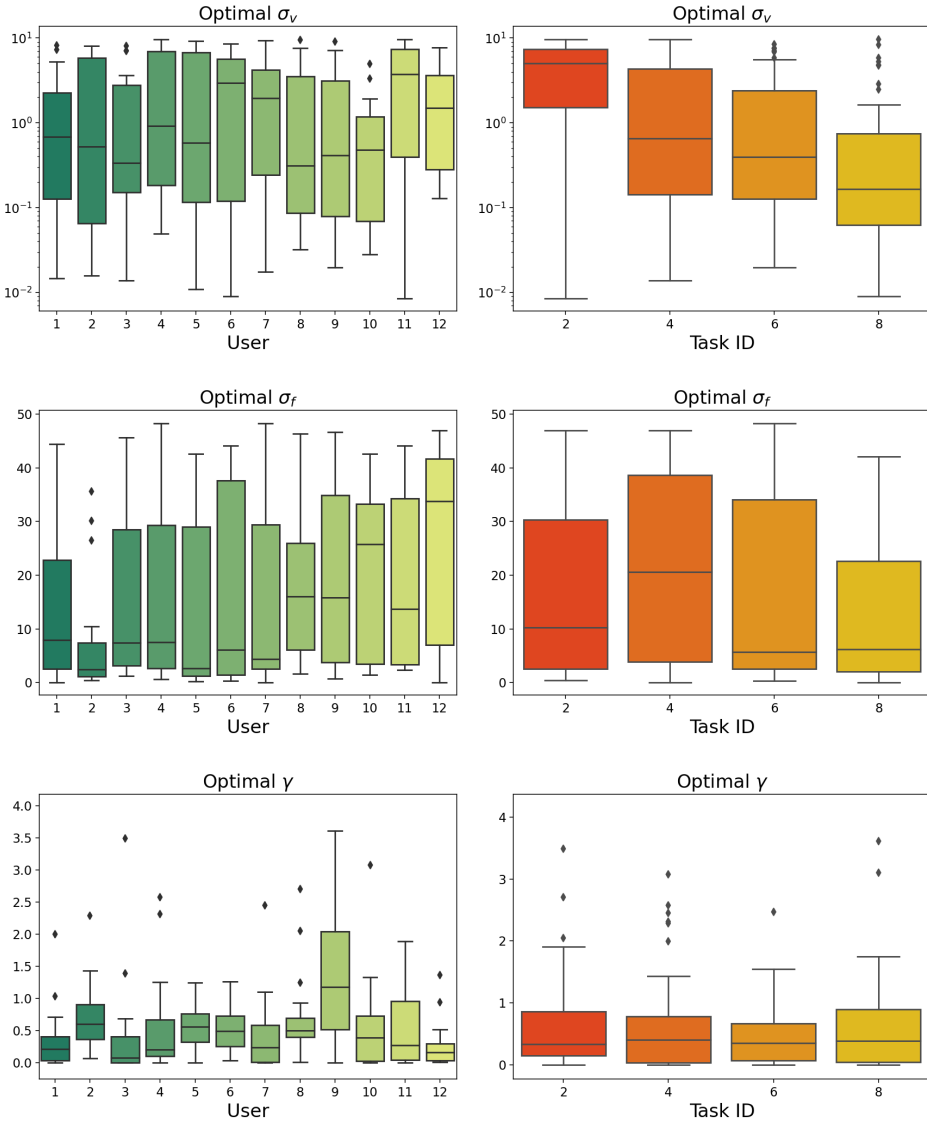 Optimal σv
10¹
10⁰
10⁻¹
10⁻²
1 2 3 4 5 6 7 8 9 10 11 12
User
Optimal σv
10¹
10⁰
10⁻¹
10⁻²
2 4 6 8
Task ID
Optimal σf
50
40
30
20
10
0
1 2 3 4 5 6 7 8 9 10 11 12
User
Optimal σf
50
40
30
20
10
0
2 4 6 8
Task ID
Optimal γ
4.0
3.5
3.0
2.5
2.0
1.5
1.0
0.5
0.0
1 2 3 4 5 6 7 8 9 10 11 12
User
Optimal γ
4
3
2
1
0
2 4 6 8
Task ID